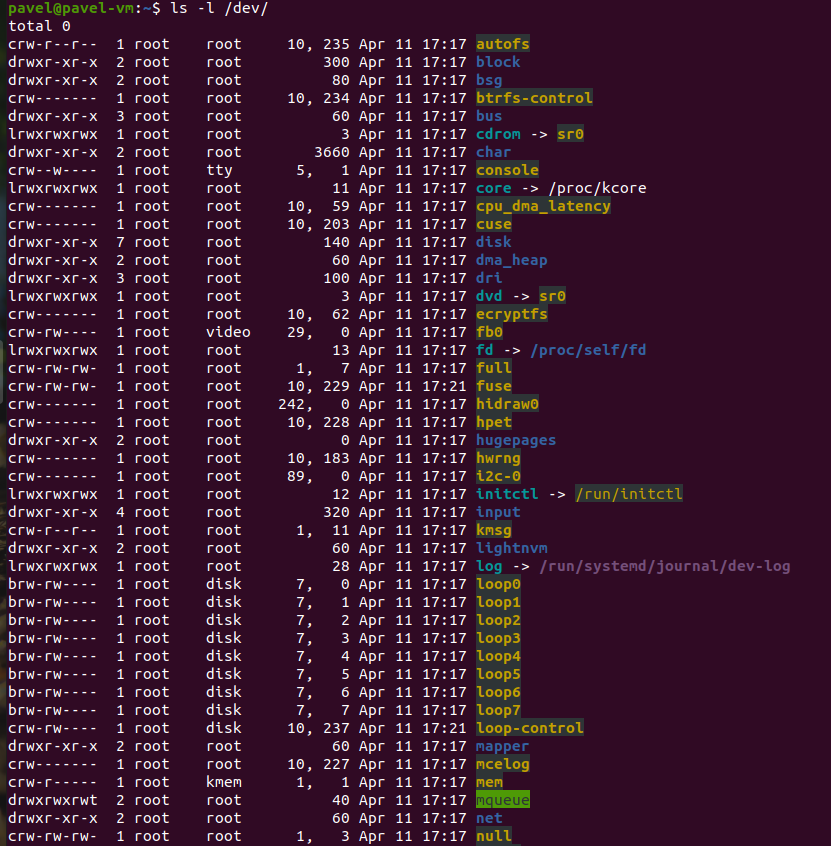 pavel@pavel-vm:~$ ls -l /dev/
total 0
crw-r--r--  1 root    root     10, 235 Apr 11 17:17 autofs
drwxr-xr-x  2 root    root         300 Apr 11 17:17 block
drwxr-xr-x  2 root    root          80 Apr 11 17:17 bsg
crw-------  1 root    root     10, 234 Apr 11 17:17 btrfs-control
drwxr-xr-x  3 root    root          60 Apr 11 17:17 bus
lrwxrwxrwx  1 root    root           3 Apr 11 17:17 cdrom -> sr0
drwxr-xr-x  2 root    root        3660 Apr 11 17:17 char
crw--w----  1 root    tty       5,   1 Apr 11 17:17 console
lrwxrwxrwx  1 root    root          11 Apr 11 17:17 core -> /proc/kcore
crw-------  1 root    root     10,  59 Apr 11 17:17 cpu_dma_latency
crw-------  1 root    root     10, 203 Apr 11 17:17 cuse
drwxr-xr-x  7 root    root         140 Apr 11 17:17 disk
drwxr-xr-x  2 root    root          60 Apr 11 17:17 dma_heap
drwxr-xr-x  3 root    root         100 Apr 11 17:17 dri
lrwxrwxrwx  1 root    root           3 Apr 11 17:17 dvd -> sr0
crw-------  1 root    root     10,  62 Apr 11 17:17 ecryptfs
crw-rw----  1 root    video    29,   0 Apr 11 17:17 fb0
lrwxrwxrwx  1 root    root          13 Apr 11 17:17 fd -> /proc/self/fd
crw-rw-rw-  1 root    root      1,   7 Apr 11 17:17 full
crw-rw-rw-  1 root    root     10, 229 Apr 11 17:21 fuse
crw-------  1 root    root    242,   0 Apr 11 17:17 hidraw0
crw-------  1 root    root     10, 228 Apr 11 17:17 hpet
drwxr-xr-x  2 root    root           0 Apr 11 17:17 hugepages
crw-------  1 root    root     10, 183 Apr 11 17:17 hwrng
crw-------  1 root    root     89,   0 Apr 11 17:17 i2c-0
lrwxrwxrwx  1 root    root          12 Apr 11 17:17 initctl -> /run/initctl
drwxr-xr-x  4 root    root         320 Apr 11 17:17 input
crw-r--r--  1 root    root      1,  11 Apr 11 17:17 kmsg
drwxr-xr-x  2 root    root          60 Apr 11 17:17 lightnvm
lrwxrwxrwx  1 root    root          28 Apr 11 17:17 log -> /run/systemd/journal/dev-log
brw-rw----  1 root    disk      7,   0 Apr 11 17:17 loop0
brw-rw----  1 root    disk      7,   1 Apr 11 17:17 loop1
brw-rw----  1 root    disk      7,   2 Apr 11 17:17 loop2
brw-rw----  1 root    disk      7,   3 Apr 11 17:17 loop3
brw-rw----  1 root    disk      7,   4 Apr 11 17:17 loop4
brw-rw----  1 root    disk      7,   5 Apr 11 17:17 loop5
brw-rw----  1 root    disk      7,   6 Apr 11 17:17 loop6
brw-rw----  1 root    disk      7,   7 Apr 11 17:17 loop7
crw-rw----  1 root    disk     10, 237 Apr 11 17:21 loop-control
drwxr-xr-x  2 root    root          60 Apr 11 17:17 mapper
crw-------  1 root    root     10, 227 Apr 11 17:17 mcelog
crw-r-----  1 root    kmem      1,   1 Apr 11 17:17 mem
drwxrwxrwt  2 root    root          40 Apr 11 17:17 mqueue
drwxr-xr-x  2 root    root          60 Apr 11 17:17 net
crw-rw-rw-  1 root    root      1,   3 Apr 11 17:17 null